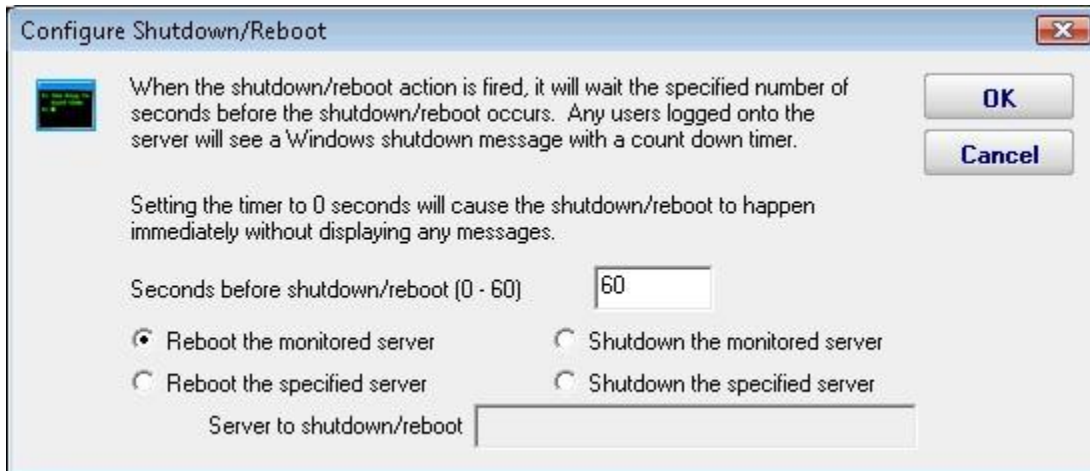 Configure Shutdown/Reboot
When the shutdown/reboot action is fired, it will wait the specified number of
seconds before the shutdown/reboot occurs. Any users logged onto the
server will see a Windows shutdown message with a count down timer.
OK
Cancel
Setting the timer to 0 seconds will cause the shutdown/reboot to happen
immediately without displaying any messages.
Seconds before shutdown/reboot (0 - 60) 60
Reboot the monitored server Shutdown the monitored server
Reboot the specified server Shutdown the specified server
Server to shutdown/reboot